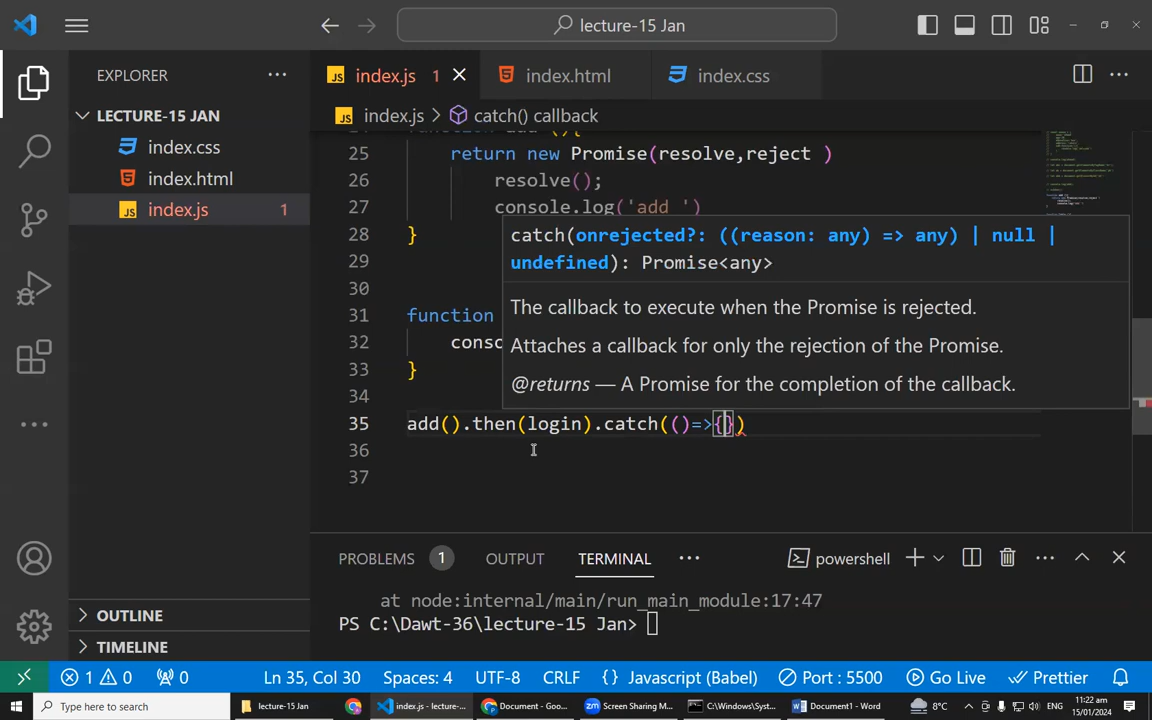 lecture-15 Jan
EXPLORER
JS index.js 1
index.html
index.css
LECTURE-15 JAN
JS index.js > catch() callback
index.css
index.html
JS index.js 1
25 return new Promise(resolve,reject )
26 resolve();
27 console.log('add ')
28 }
29
30
31 function
32 conso
33 }
34
35 add().then(login).catch(()=>{})
36
37
catch(onrejected?: ((reason: any) => any) | null |
undefined): Promise<any>
The callback to execute when the Promise is rejected.
Attaches a callback for only the rejection of the Promise.
@returns — A Promise for the completion of the callback.
PROBLEMS 1 OUTPUT TERMINAL powershell
at node:internal/main/run_main_module:17:47
PS C:\Dawt-36\lecture-15 Jan>
OUTLINE
TIMELINE
1 0 0 Ln 35, Col 30 Spaces: 4 UTF-8 CRLF {} Javascript (Babel) Port : 5500 Go Live Prettier
Type here to search
lecture-15 Jan
index.js - lecture-...
Document - Goo...
Screen Sharing M...
C:\Windows\Syst...
Document1 - Word
8°C
11:22 am
15/01/2024